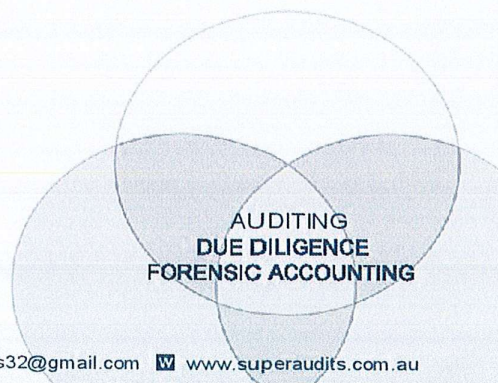 AUDITING
DUE DILIGENCE
FORENSIC ACCOUNTING
s32@gmail.com W www.superaudits.com.au